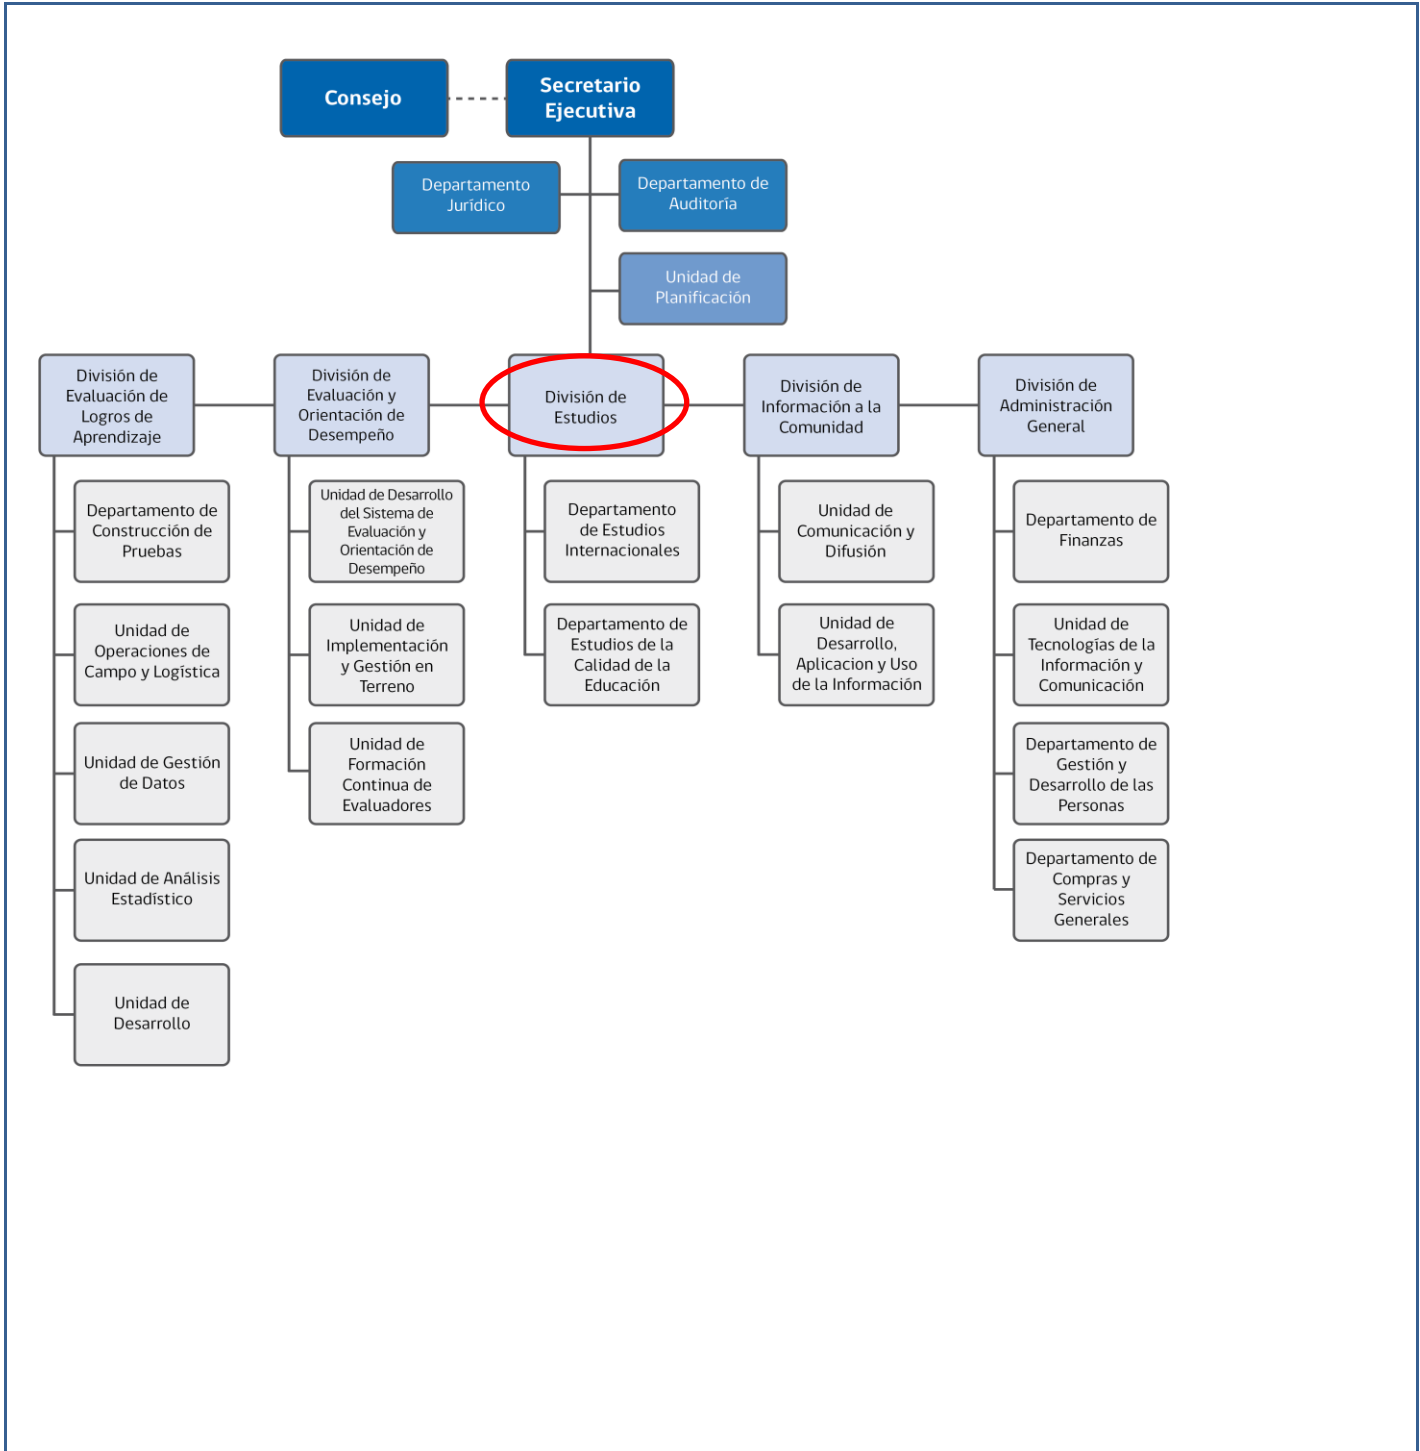 Consejo
Secretario
Ejecutiva
Departamento
Jurídico
Departamento de
Auditoría
Unidad de
Planificación
División de
Evaluación de
Logros de
Aprendizaje
División de
Evaluación y
Orientación de
Desempeño
División de
Estudios
División de
Información a la
Comunidad
División de
Administración
General
Departamento de
Construcción de
Pruebas
Unidad de
Operaciones de
Campo y Logística
Unidad de Gestión
de Datos
Unidad de Análisis
Estadístico
Unidad de
Desarrollo
Unidad de Desarrollo
del Sistema de
Evaluación y
Orientación de
Desempeño
Unidad de
Implementación
y Gestión en
Terreno
Unidad de
Formación
Continua de
Evaluadores
Departamento
de Estudios
Internacionales
Departamento de
Estudios de la
Calidad de la
Educación
Unidad de
Comunicación y
Difusión
Unidad de
Desarrollo,
Aplicacion y Uso
de la Información
Departamento de
Finanzas
Unidad de
Tecnologías de la
Información y
Comunicación
Departamento de
Gestión y
Desarrollo de las
Personas
Departamento de
Compras y
Servicios
Generales